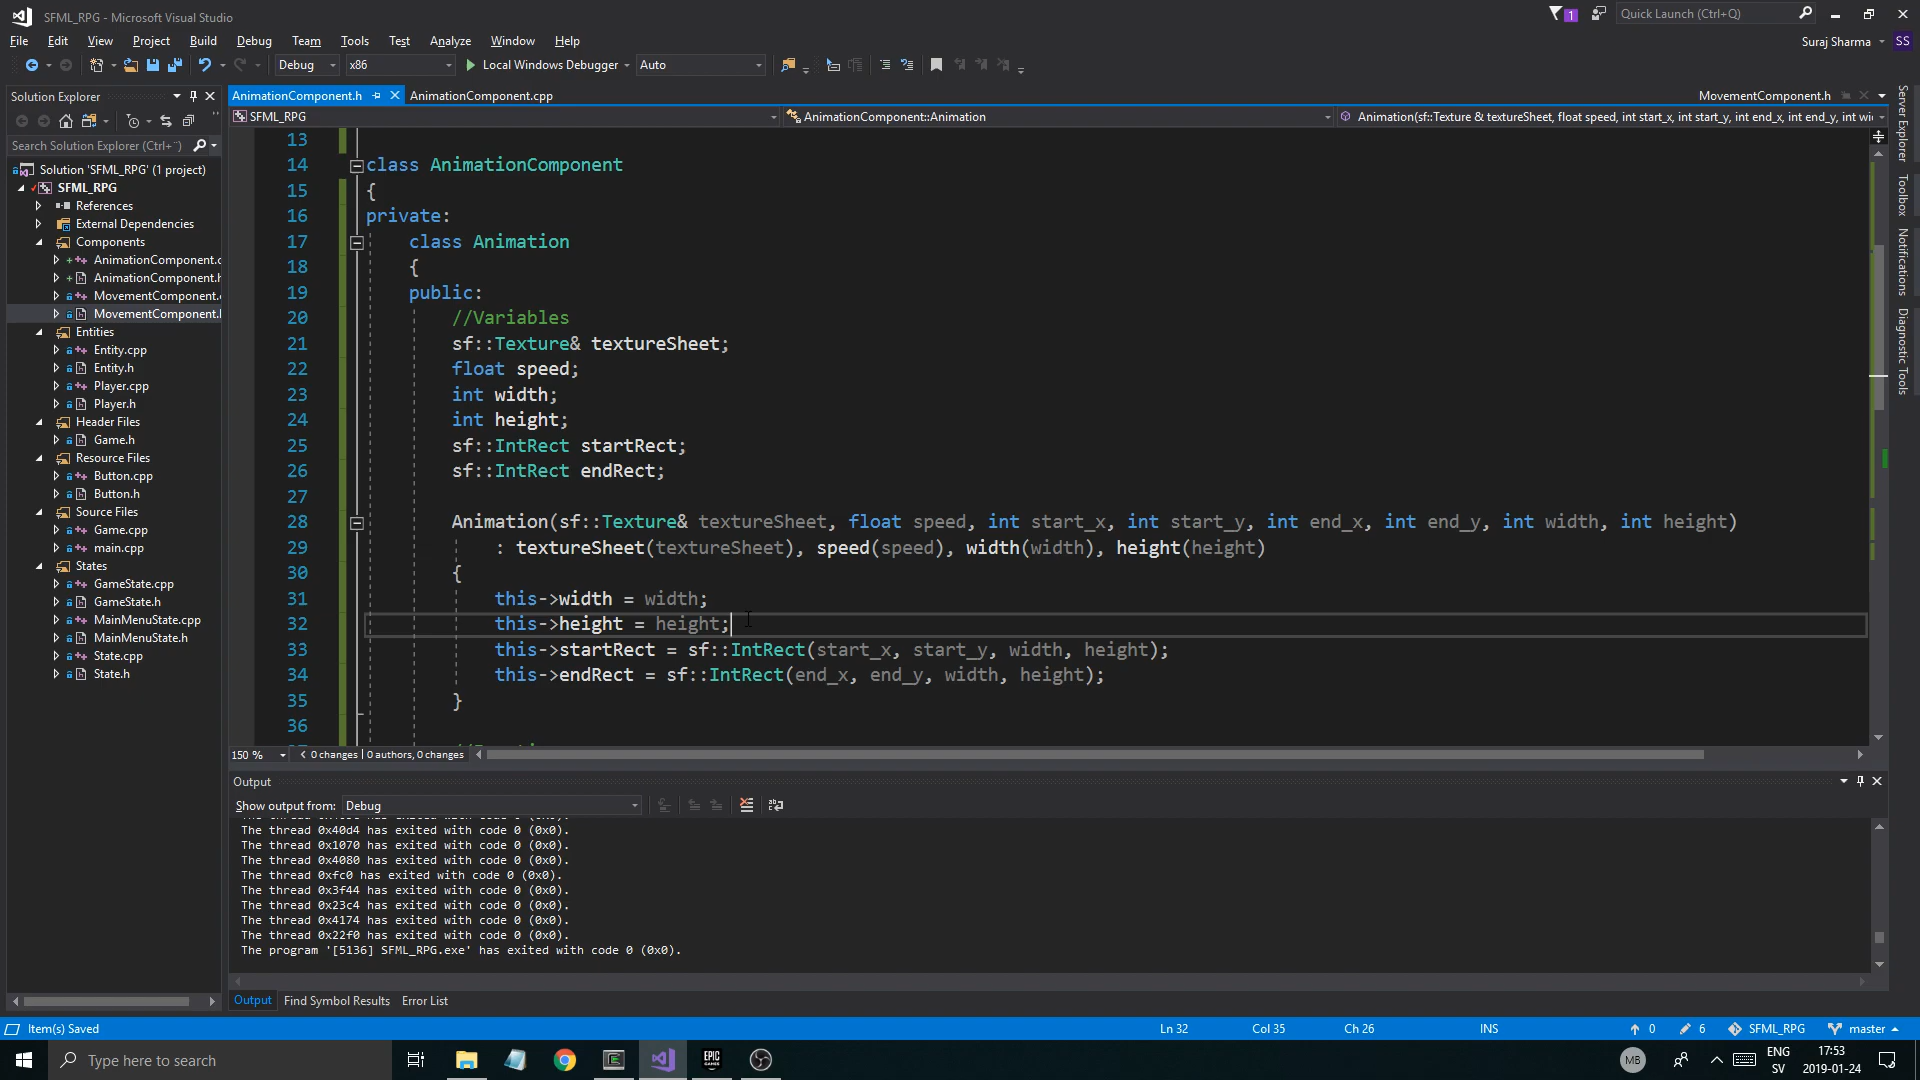 SFML_RPG - Microsoft Visual Studio
1
Quick Launch (Ctrl+Q)
File Edit View Project Build Debug Team Tools Test Analyze Window Help
Suraj Sharma SS
Debug x86 Local Windows Debugger Auto
Solution Explorer
AnimationComponent.h AnimationComponent.cpp MovementComponent.h
SFML_RPG AnimationComponent::Animation Animation(sf::Texture & textureSheet, float speed, int start_x, int start_y, int end_x, int end_y, int wi
Search Solution Explorer (Ctrl+
Solution 'SFML_RPG' (1 project)
SFML_RPG
References
External Dependencies
Components
AnimationComponent.c
AnimationComponent.h
MovementComponent.
MovementComponent.
Entities
Entity.cpp
Entity.h
Player.cpp
Player.h
Header Files
Game.h
Resource Files
Button.cpp
Button.h
Source Files
Game.cpp
main.cpp
States
GameState.cpp
GameState.h
MainMenuState.cpp
MainMenuState.h
State.cpp
State.h
13
14 class AnimationComponent
15 {
16 private:
17 class Animation
18 {
19 public:
20 //Variables
21 sf::Texture& textureSheet;
22 float speed;
23 int width;
24 int height;
25 sf::IntRect startRect;
26 sf::IntRect endRect;
27
28 Animation(sf::Texture& textureSheet, float speed, int start_x, int start_y, int end_x, int end_y, int width, int height)
29 : textureSheet(textureSheet), speed(speed), width(width), height(height)
30 {
31 this->width = width;
32 this->height = height;
33 this->startRect = sf::IntRect(start_x, start_y, width, height);
34 this->endRect = sf::IntRect(end_x, end_y, width, height);
35 }
36
150 % 0 changes | 0 authors, 0 changes
Server Explorer
Toolbox
Notifications
Diagnostic Tools
Output
Show output from: Debug
The thread 0x40d4 has exited with code 0 (0x0).
The thread 0x1070 has exited with code 0 (0x0).
The thread 0x4080 has exited with code 0 (0x0).
The thread 0xfc0 has exited with code 0 (0x0).
The thread 0x3f44 has exited with code 0 (0x0).
The thread 0x23c4 has exited with code 0 (0x0).
The thread 0x4174 has exited with code 0 (0x0).
The thread 0x22f0 has exited with code 0 (0x0).
The program '[5136] SFML_RPG.exe' has exited with code 0 (0x0).
Output Find Symbol Results Error List
Item(s) Saved Ln 32 Col 35 Ch 26 INS 0 6 SFML_RPG master
Type here to search
EPIC GAMES
MB
ENG
SV
17:53
2019-01-24